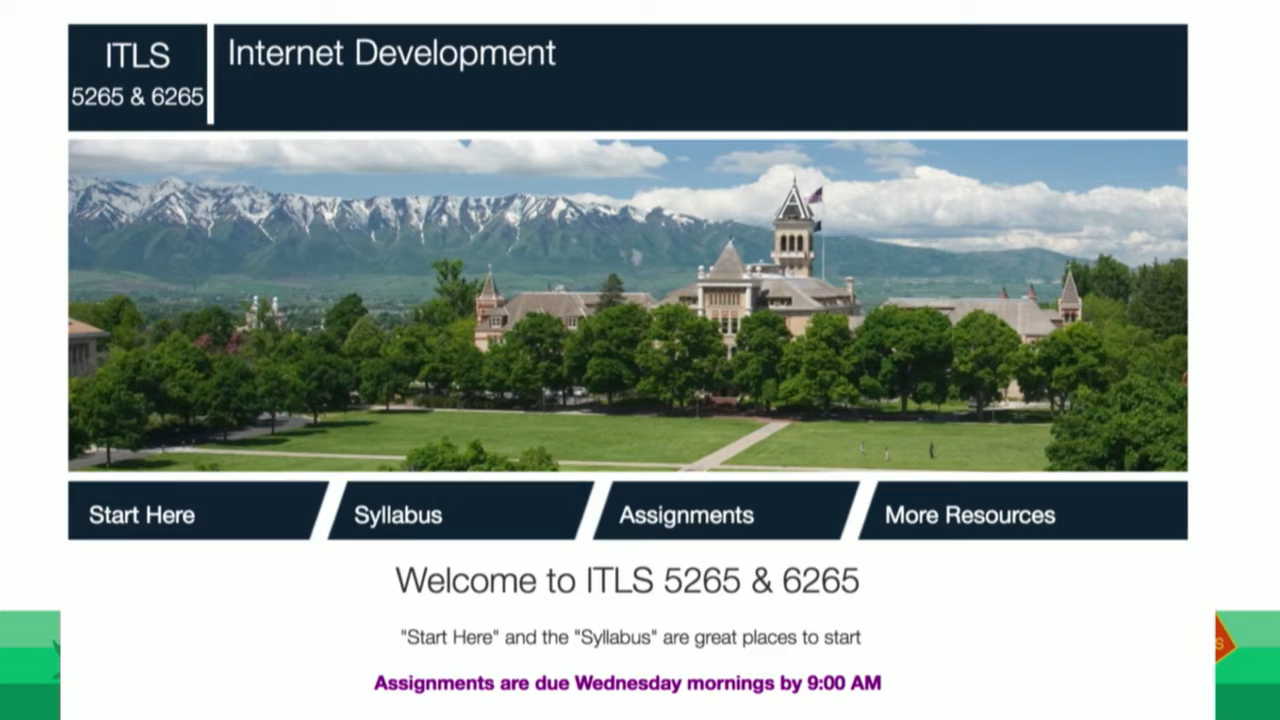 ITLS
5265 & 6265
Internet Development
Start Here
Syllabus
Assignments
More Resources
Welcome to ITLS 5265 & 6265
"Start Here" and the "Syllabus" are great places to start
Assignments are due Wednesday mornings by 9:00 AM
S